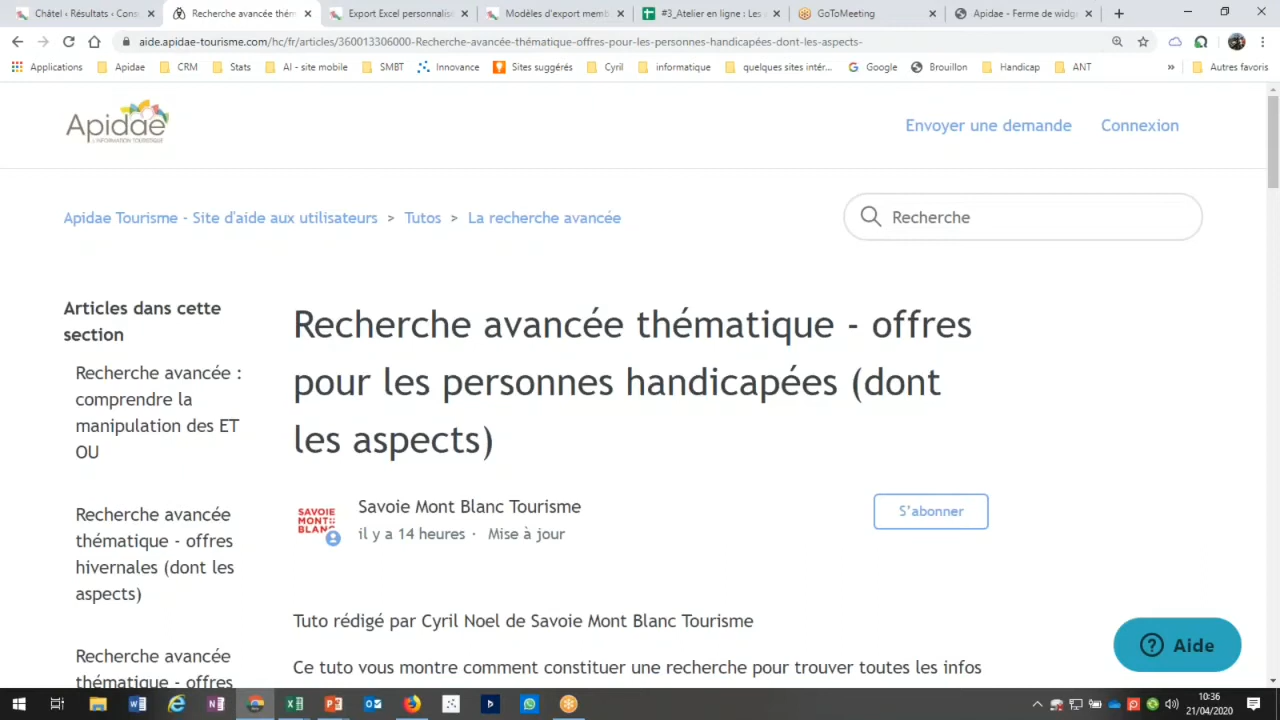 Châtel ‹ Résultats ‹ Cons
Recherche avancée thém
Export Excel personnalis
Modèles d'export memb
#3_Atelier en ligne : Les a
GoToMeeting
Apidae - Ferme de widg
aide.apidae-tourisme.com/hc/fr/articles/360013306000-Recherche-avancée-thématique-offres-pour-les-personnes-handicapées-dont-les-aspects-
Applications
Apidae
CRM
Stats
AI - site mobile
SMBT
Innovance
Sites suggérés
Cyril
informatique
quelques sites intér...
Google
Brouillon
Handicap
ANT
»
Autres favoris
Apidae
L'INFORMATION TOURISTIQUE
Envoyer une demande
Connexion
Apidae Tourisme - Site d'aide aux utilisateurs > Tutos > La recherche avancée
Recherche
Articles dans cette
section
Recherche avancée :
comprendre la
manipulation des ET
OU
Recherche avancée
thématique - offres
hivernales (dont les
aspects)
Recherche avancée
thématique - offres
Recherche avancée thématique - offres
pour les personnes handicapées (dont
les aspects)
SAVOIE
MONT
BLANC
Savoie Mont Blanc Tourisme
il y a 14 heures · Mise à jour
S'abonner
Tuto rédigé par Cyril Noel de Savoie Mont Blanc Tourisme
Ce tuto vous montre comment constituer une recherche pour trouver toutes les infos
Aide
10:36
21/04/2020